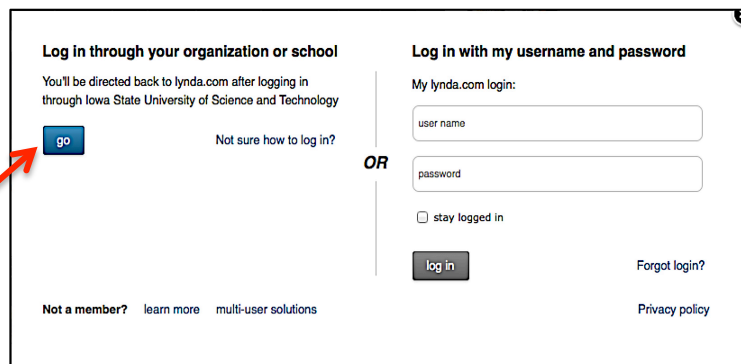 Log in through your organization or school
You'll be directed back to lynda.com after logging in
through Iowa State University of Science and Technology
go
Not sure how to log in?
OR
Log in with my username and password
My lynda.com login:
user name
password
stay logged in
log in
Forgot login?
Not a member? learn more multi-user solutions
Privacy policy